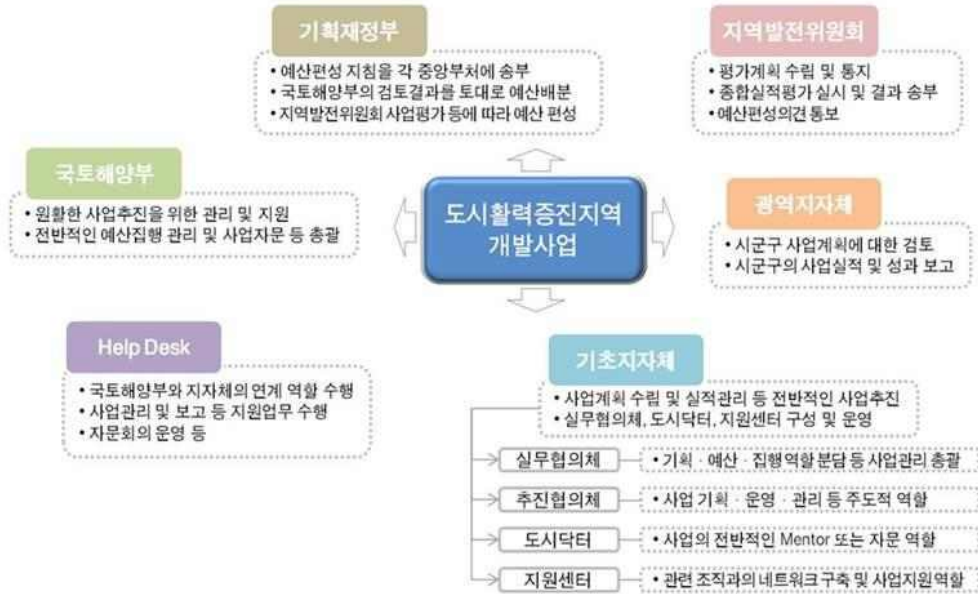 기획재정부
• 예산편성 지침을 각 중앙부처에 송부
• 국토해양부의 검토결과를 토대로 예산배분
• 지역발전위원회 사업평가 등에 따라 예산 편성
지역발전위원회
• 평가계획 수립 및 통지
• 종합실적평가 실시 및 결과 송부
• 예산편성의견 통보
국토해양부
• 원활한 사업추진을 위한 관리 및 지원
• 전반적인 예산집행 관리 및 사업자문 등 총괄
도시활력증진지역
개발사업
광역지자체
• 시군구 사업계획에 대한 검토
• 시군구의 사업실적 및 성과 보고
Help Desk
• 국토해양부와 지자체의 연계 역할 수행
• 사업관리 및 보고 등 지원업무 수행
• 자문회의 운영 등
기초지자체
• 사업계획 수립 및 실적관리 등 전반적인 사업추진
• 실무협의체, 도시닥터, 지원센터 구성 및 운영
실무협의체
• 기획 · 예산 · 집행 역할 분담 등 사업관리 총괄
추진협의체
• 사업 기획 · 운영 · 관리 등 주도적 역할
도시닥터
• 사업의 전반적인 Mentor 또는 자문 역할
지원센터
• 관련 조직과의 네트워크 구축 및 사업지원 역할